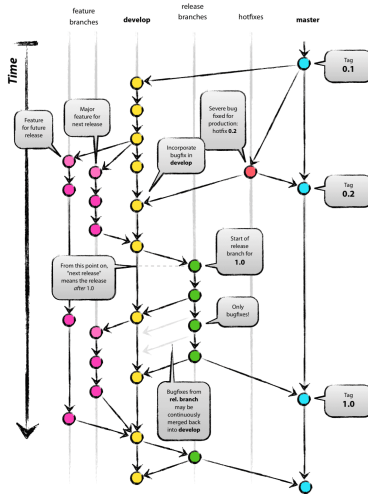 feature
branches
develop
release
branches
hotfixes
master
Time
Tag
0.1
Feature
for future
release
Major
feature for
next release
Severe bug
fixed for
production:
hotfix 0.2
Incorporate
bugfix in
develop
Tag
0.2
From this point on,
"next release"
means the release
after 1.0
Start of
release
branch for
1.0
Only
bugfixes!
Bugfixes from
rel. branch
may be
continuously
merged back
into develop
Tag
1.0